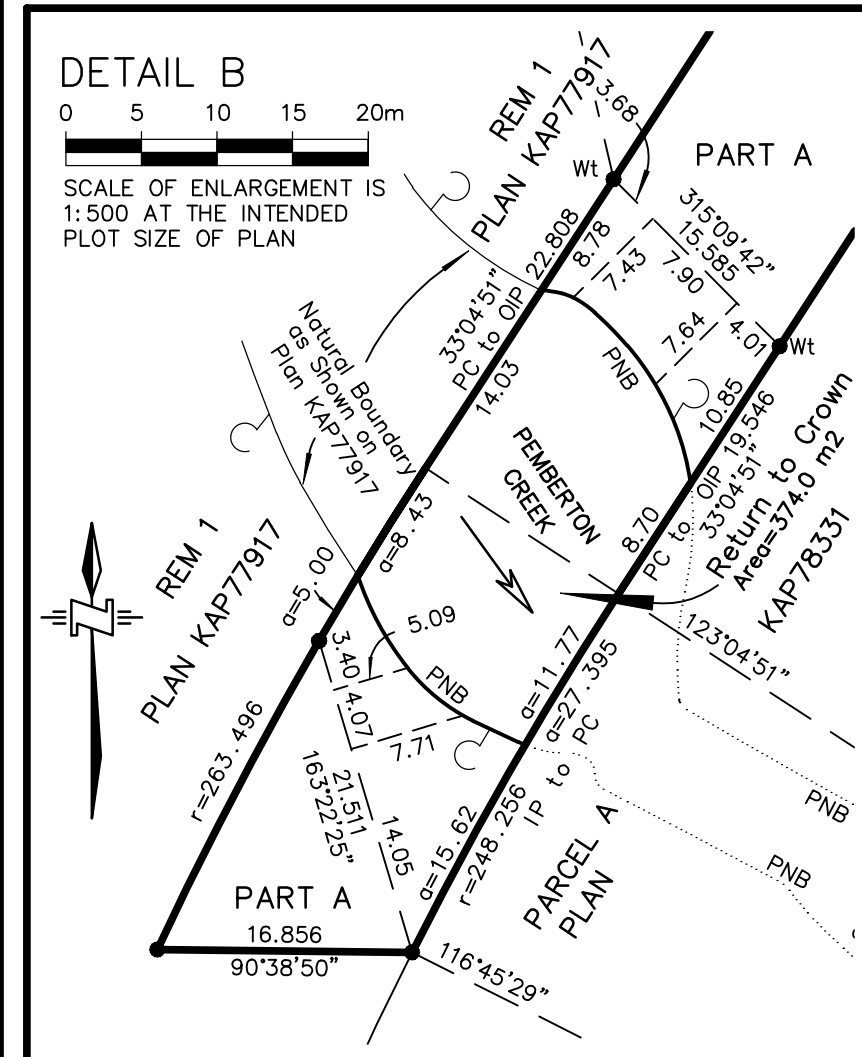 DETAIL B
0 5 10 15 20m
SCALE OF ENLARGEMENT IS
1:500 AT THE INTENDED
PLOT SIZE OF PLAN
REM 1
PLAN KAP77917
3.68
Wt
PART A
22.808
8.78
7.43
315°09'42"
15.585
7.90
7.64
4.01
Wt
33°04'51"
PC to OIP
14.03
PNB
Natural Boundary
as Shown on
Plan KAP77917
10.85
19.546
PC to OIP
33°04'51"
8.70
Return to Crown
Area=374.0 m2
KAP78331
PEMBERTON
CREEK
REM 1
PLAN KAP77917
a=8.43
a=5.00
5.09
3.40
4.07
7.71
PNB
123°04'51"
a=11.77
a=27.395
IP to PC
r=263.496
21.511
163°22'25"
14.05
a=15.62
r=248.256
PARCEL A
PLAN
PNB
PNB
PART A
16.856
90°38'50"
116°45'29"